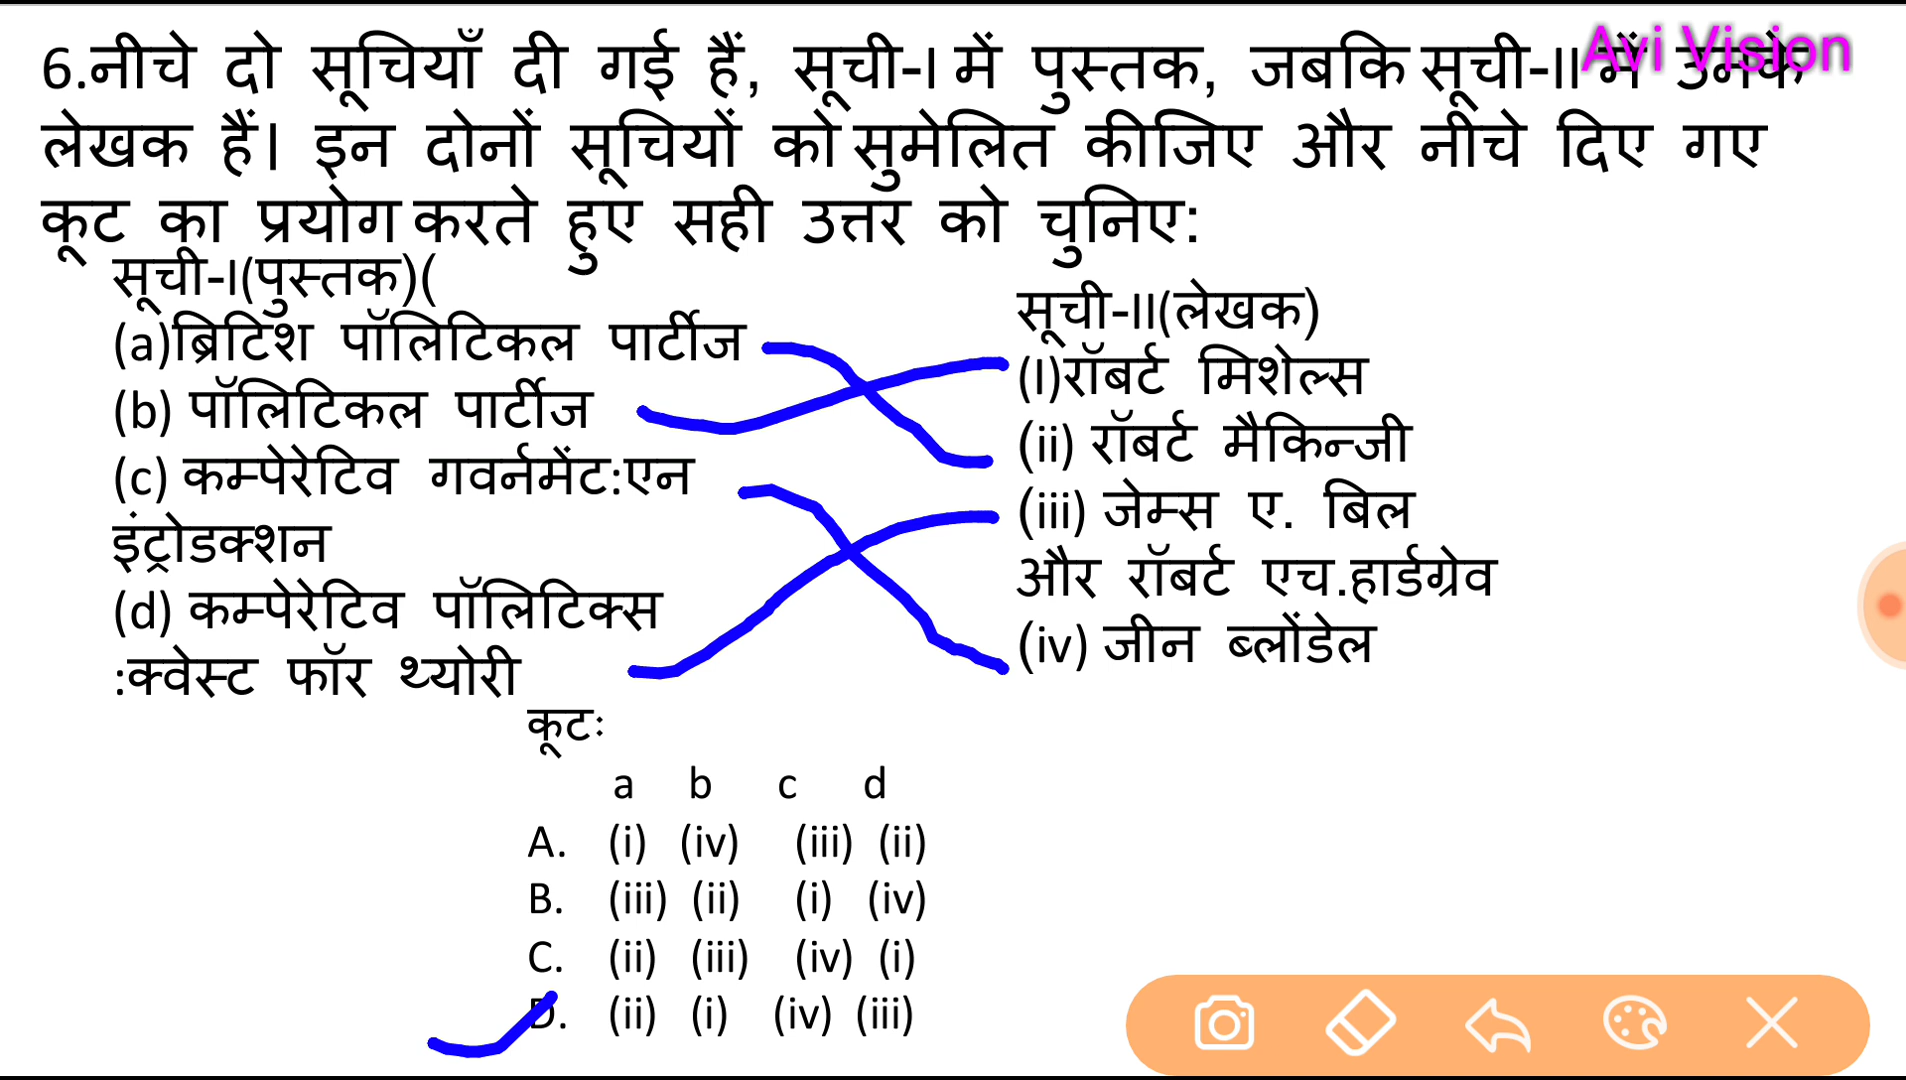 Avi Vision
6.नीचे दो सूचियाँ दी गई हैं, सूची-I में पुस्तक, जबकि सूची-II में उनके
लेखक हैं। इन दोनों सूचियों को सुमेलित कीजिए और नीचे दिए गए
कूट का प्रयोग करते हुए सही उत्तर को चुनिए:
सूची-I(पुस्तक)(
(a)ब्रिटिश पॉलिटिकल पार्टीज
(b) पॉलिटिकल पार्टीज
(c) कम्पेरेटिव गवर्नमेंट:एन
इंट्रोडक्शन
(d) कम्पेरेटिव पॉलिटिक्स
:क्वेस्ट फॉर थ्योरी
सूची-II(लेखक)
(I)रॉबर्ट मिशेल्स
(ii) रॉबर्ट मैकिन्जी
(iii) जेम्स ए. बिल
और रॉबर्ट एच.हार्डग्रेव
(iv) जीन ब्लोंडेल
कूटः
a b c d
A. (i) (iv) (iii) (ii)
B. (iii) (ii) (i) (iv)
C. (ii) (iii) (iv) (i)
D. (ii) (i) (iv) (iii)